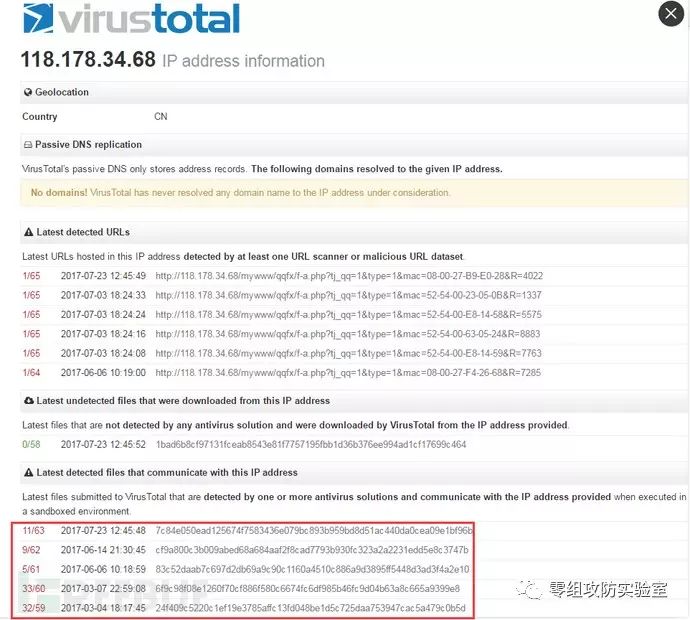 virustotal
118.178.34.68 IP address information
Geolocation
Country CN
Passive DNS replication
VirusTotal's passive DNS only stores address records. The following domains resolved to the given IP address.
No domains! VirusTotal has never resolved any domain name to the IP address under consideration.
Latest detected URLs
Latest URLs hosted in this IP address detected by at least one URL scanner or malicious URL dataset.
1/65 2017-07-23 12:45:49 http://118.178.34.68/mywww/qqfx/f-a.php?tj_qq=1&type=1&mac=08-00-27-B9-E0-28&R=4022
1/65 2017-07-03 18:24:33 http://118.178.34.68/mywww/qqfx/f-a.php?tj_qq=1&type=1&mac=52-54-00-23-05-0B&R=1337
1/65 2017-07-03 18:24:24 http://118.178.34.68/mywww/qqfx/f-a.php?tj_qq=1&type=1&mac=52-54-00-E8-14-58&R=5575
1/65 2017-07-03 18:24:16 http://118.178.34.68/mywww/qqfx/f-a.php?tj_qq=1&type=1&mac=52-54-00-63-05-24&R=8883
1/65 2017-07-03 18:24:08 http://118.178.34.68/mywww/qqfx/f-a.php?tj_qq=1&type=1&mac=52-54-00-E8-14-59&R=7763
1/64 2017-06-06 10:19:00 http://118.178.34.68/mywww/qqfx/f-a.php?tj_qq=1&type=1&mac=08-00-27-F4-26-68&R=7285
Latest undetected files that were downloaded from this IP address
Latest files that are not detected by any antivirus solution and were downloaded by VirusTotal from the IP address provided.
0/58 2017-07-23 12:45:52 1bad6b8cf97131fceab8543e81f7757195fbb1d36b376ee994ad1cf17699c464
Latest detected files that communicate with this IP address
Latest files submitted to VirusTotal that are detected by one or more antivirus solutions and communicate with the IP address provided when executed in
a sandboxed environment.
11/63 2017-07-23 12:45:48 7c84e050ead125674f7583436e079bc893b959bd8d51ac440da0cea09e1bf96b
9/62 2017-06-14 21:30:45 cf9a800c3b009abed68a684aaf2f8cad7793b930fc323a2a2231edd5e8c3747b
5/61 2017-06-06 10:18:59 83c52daab7c697d2db69a9c90c1160a4510c886a9d3895ff5448d3ad3f4a2e10
33/60 2017-03-07 22:59:08 6f9c98f08e1260f70cf886f580c6674fc6df985b46fc9d04b63a8c665a9399e8
32/59 2017-03-04 18:17:45 24f409c5220c1ef19e3785affc13fd048be1d5c725daa753947cac5a479c0b5d
零组攻防实验室